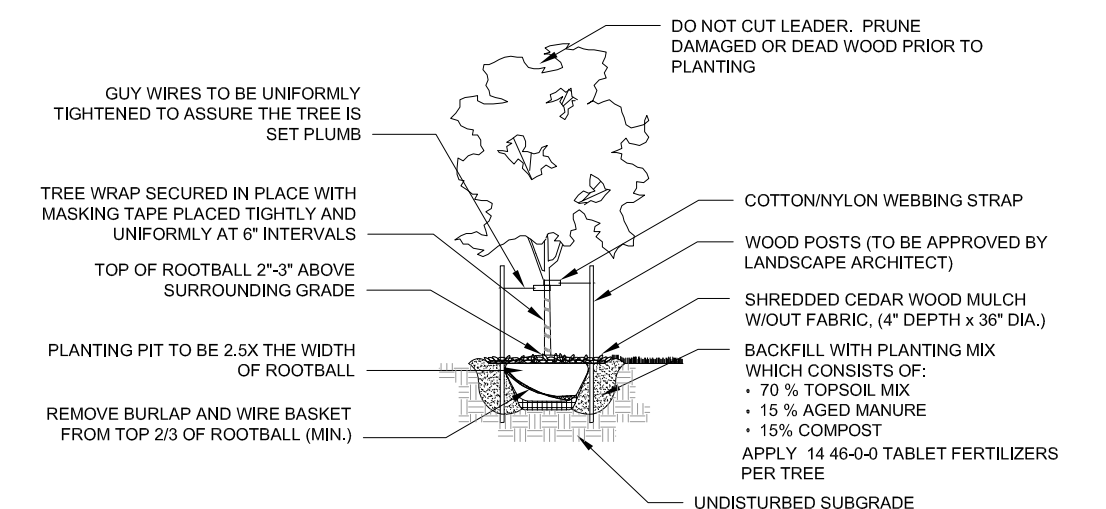 DO NOT CUT LEADER. PRUNE
DAMAGED OR DEAD WOOD PRIOR TO
PLANTING
GUY WIRES TO BE UNIFORMLY
TIGHTENED TO ASSURE THE TREE IS
SET PLUMB
TREE WRAP SECURED IN PLACE WITH
MASKING TAPE PLACED TIGHTLY AND
UNIFORMLY AT 6" INTERVALS
TOP OF ROOTBALL 2"-3" ABOVE
SURROUNDING GRADE
PLANTING PIT TO BE 2.5X THE WIDTH
OF ROOTBALL
REMOVE BURLAP AND WIRE BASKET
FROM TOP 2/3 OF ROOTBALL (MIN.)
COTTON/NYLON WEBBING STRAP
WOOD POSTS (TO BE APPROVED BY
LANDSCAPE ARCHITECT)
SHREDDED CEDAR WOOD MULCH
W/OUT FABRIC, (4" DEPTH x 36" DIA.)
BACKFILL WITH PLANTING MIX
WHICH CONSISTS OF:
• 70 % TOPSOIL MIX
• 15 % AGED MANURE
• 15% COMPOST
APPLY 14 46-0-0 TABLET FERTILIZERS
PER TREE
UNDISTURBED SUBGRADE